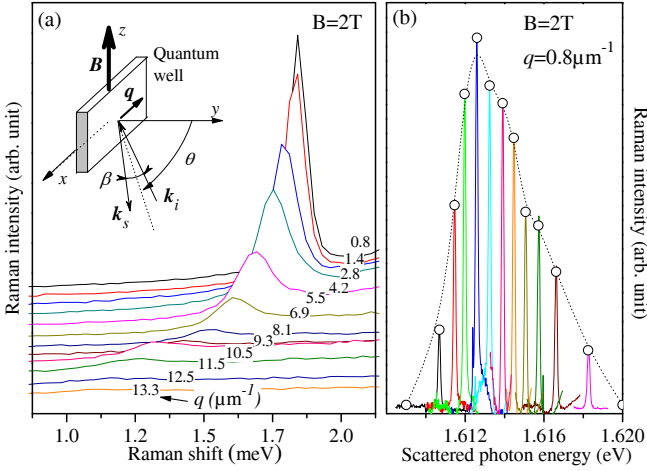 (a)
B=2T
z
B
Quantum
well
q
y
x
β
θ
k_s
k_i
0.8
1.4
2.8
4.2
5.5
6.9
8.1
9.3
10.5
11.5
12.5
13.3
q (μm⁻¹)
1.0
1.3
1.7
2.0
Raman shift (meV)
Raman intensity (arb. unit)
(b)
B=2T
q=0.8μm⁻¹
1.612
1.616
1.620
Scattered photon energy (eV)
Raman intensity (arb. unit)